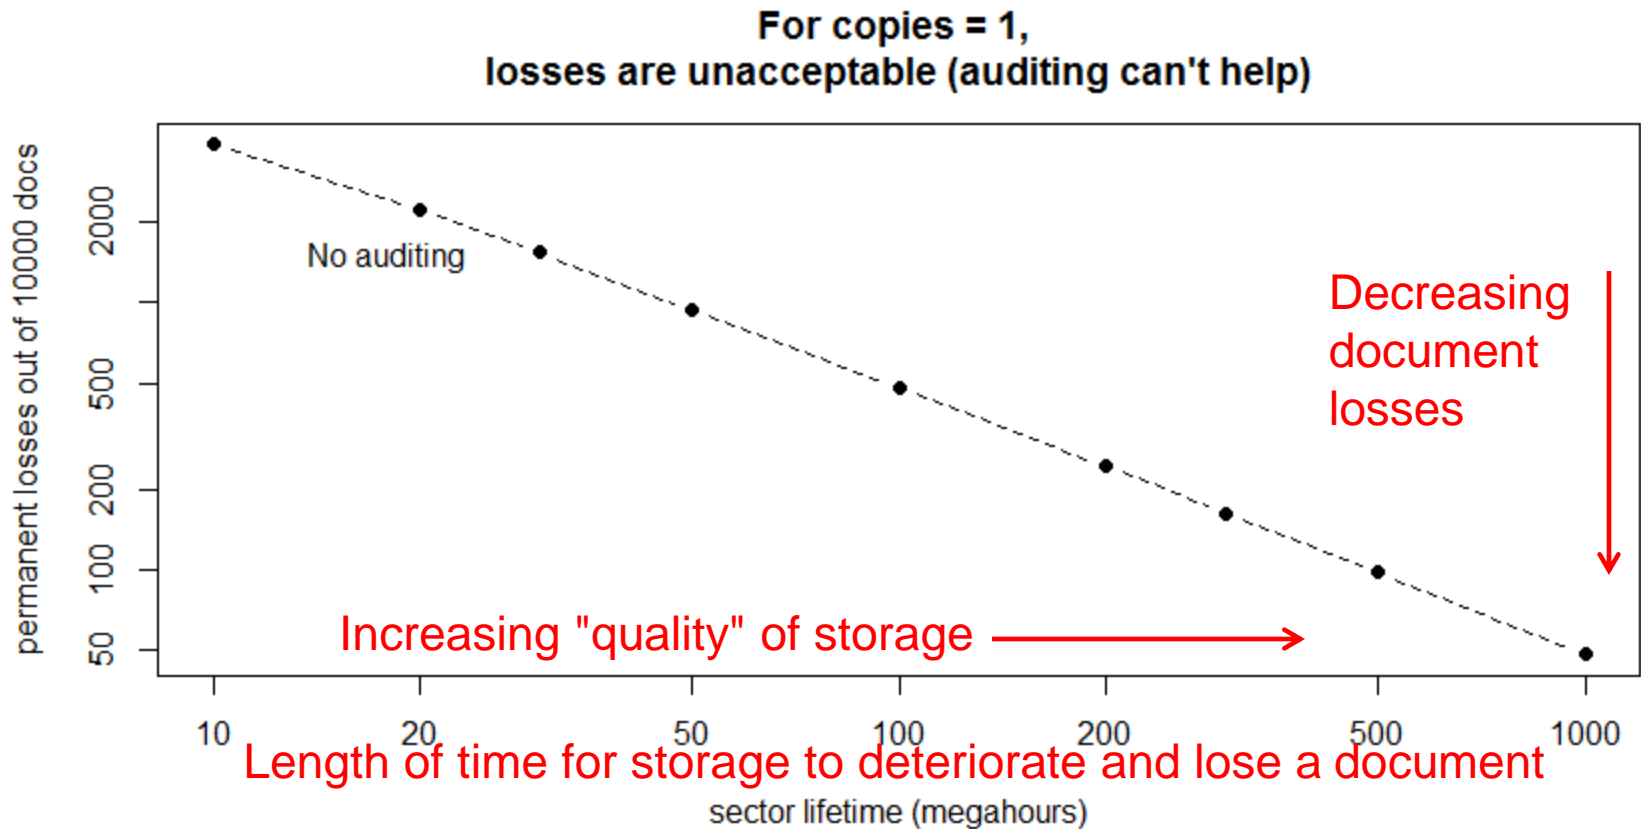 For copies = 1,
losses are unacceptable (auditing can't help)
permanent losses out of 10000 docs
2000
500
200
100
50
No auditing
Decreasing
document
losses
Increasing "quality" of storage
10 20 50 100 200 500 1000
Length of time for storage to deteriorate and lose a document
sector lifetime (megahours)